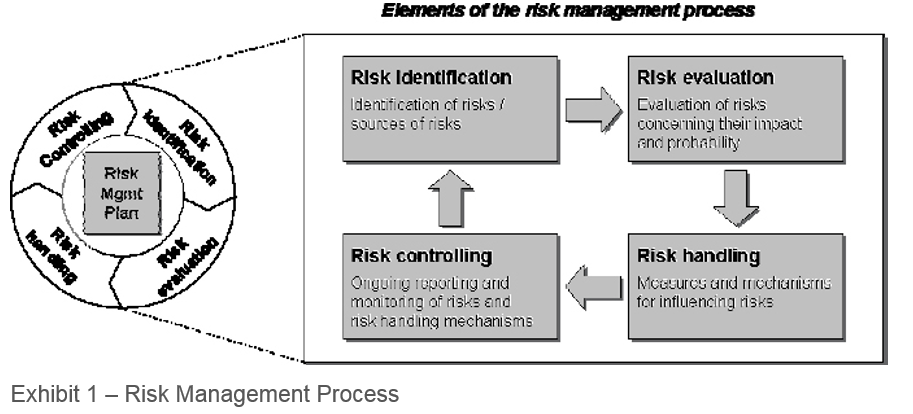 Elements of the risk management process
Risk
Controlling
Risk
Identification
Risk
Mgmt
Plan
Risk
handling
Risk
evaluation
Risk identification
Identification of risks /
sources of risks
Risk evaluation
Evaluation of risks
concerning their impact
and probability
Risk controlling
Ongoing reporting and
monitoring of risks and
risk handling mechanisms
Risk handling
Measures and mechanisms
for influencing risks
Exhibit 1 – Risk Management Process